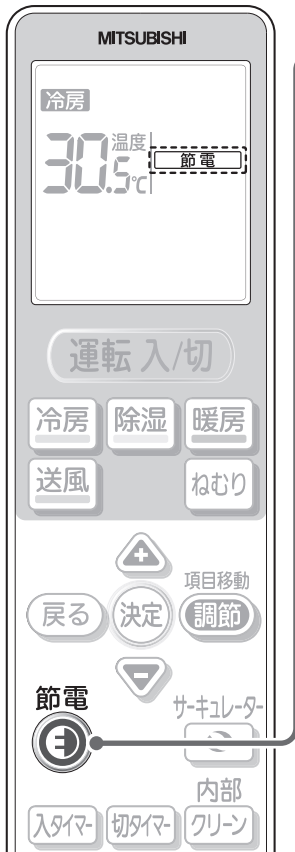 MITSUBISHI
冷房
30.5℃ 温度 節電
運転 入/切
冷房 除湿 暖房
送風 ねむり
項目移動
戻る 決定 調節
節電
サーキュレーター
内部
入タイマー 切タイマー クリーン